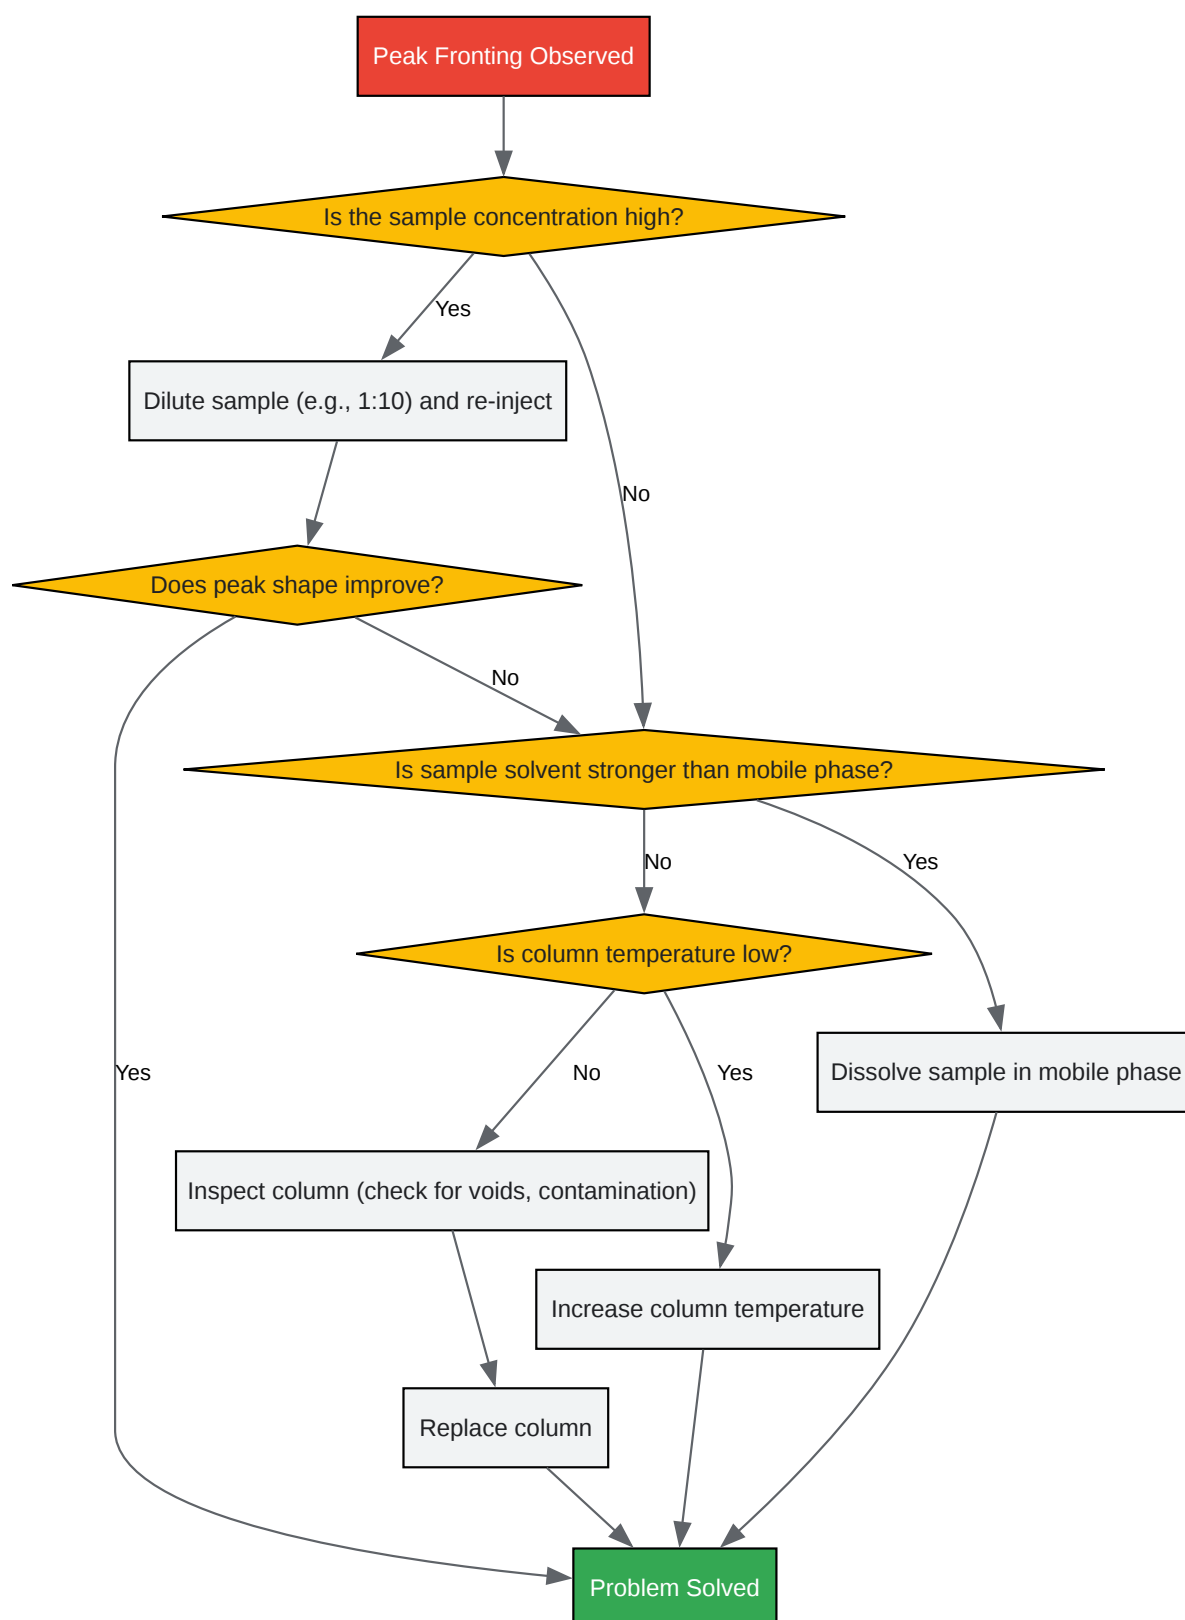 Peak Fronting Observed
Is the sample concentration high?
Yes
Dilute sample (e.g., 1:10) and re-inject
No
Does peak shape improve?
No
Is sample solvent stronger than mobile phase?
No
Yes
Is column temperature low?
Yes
No
Yes
Dissolve sample in mobile phase
Inspect column (check for voids, contamination)
Increase column temperature
Replace column
Problem Solved